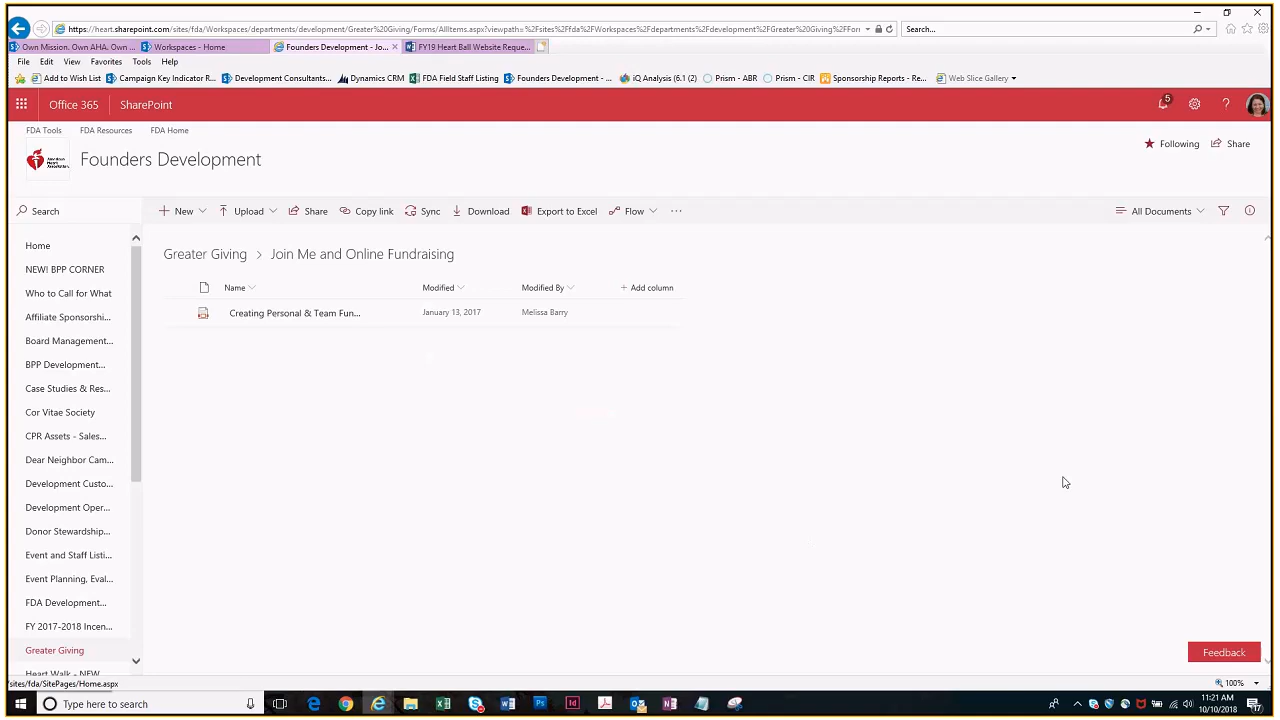 https://heart.sharepoint.com/sites/fda/Workspaces/departments/development/Greater%20Giving/Forms/AllItems.aspx?viewpath=%2Fsites%2Ffda%2FWorkspaces%2Fdepartments%2Fdevelopment%2FGreater%20Giving%2FFor Search...
Own Mission. Own AHA. Own ... Workspaces - Home Founders Development - Jo... FY19 Heart Ball Website Reque...
File Edit View Favorites Tools Help
Add to Wish List Campaign Key Indicator R... Development Consultants... Dynamics CRM FDA Field Staff Listing Founders Development - ... iQ Analysis (6.1 (2) Prism - ABR Prism - CIR Sponsorship Reports - Re... Web Slice Gallery
Office 365 SharePoint 5 ?
FDA Tools FDA Resources FDA Home
American Heart Association
Founders Development
Following Share
Search New Upload Share Copy link Sync Download Export to Excel Flow ... All Documents
Home
NEW! BPP CORNER
Who to Call for What
Affiliate Sponsorshi...
Board Management...
BPP Development...
Case Studies & Res...
Cor Vitae Society
CPR Assets - Sales...
Dear Neighbor Cam...
Development Custo...
Development Oper...
Donor Stewardship...
Event and Staff Listi...
Event Planning, Eval...
FDA Development...
FY 2017-2018 Incen...
Greater Giving
Heart Walk - NEW
Greater Giving > Join Me and Online Fundraising
Name Modified Modified By + Add column
Creating Personal & Team Fun... January 13, 2017 Melissa Barry
Feedback
/sites/fda/SitePages/Home.aspx
100%
Type here to search
11:21 AM
10/10/2018
17